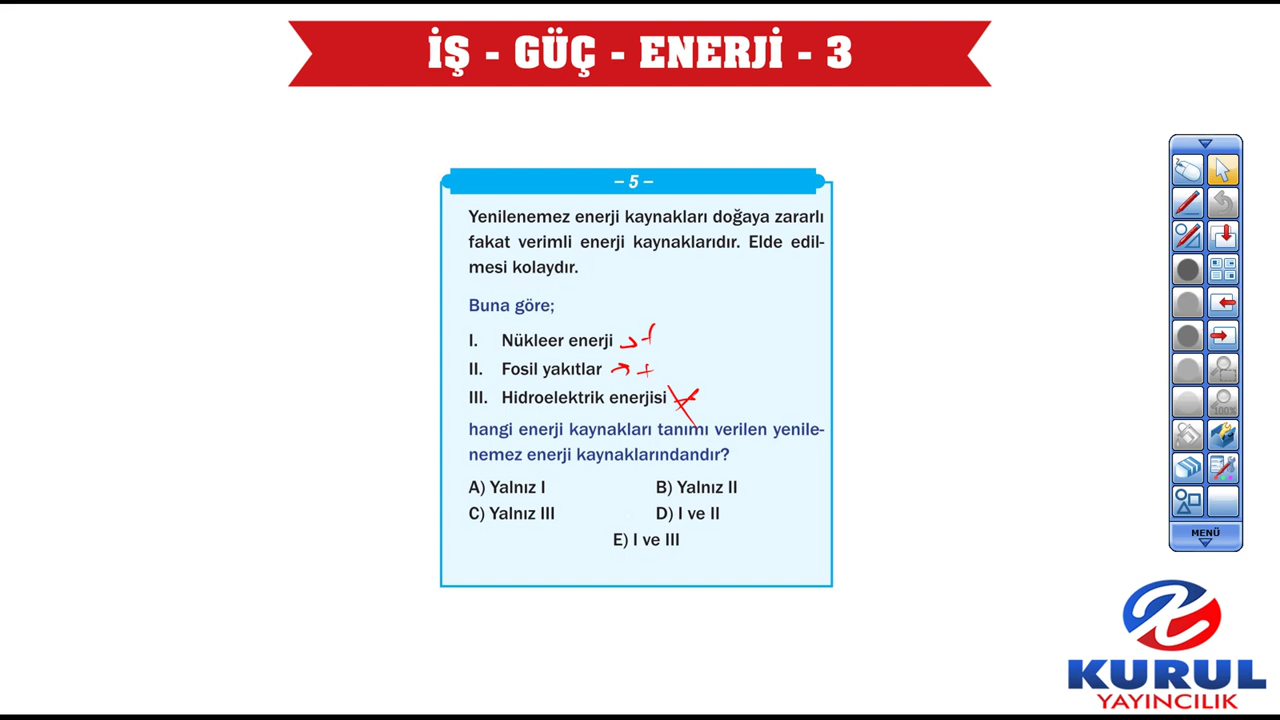 İŞ - GÜÇ - ENERJİ - 3
– 5 –
Yenilenemez enerji kaynakları doğaya zararlı
fakat verimli enerji kaynaklarıdır. Elde edil-
mesi kolaydır.
Buna göre;
I. Nükleer enerji
II. Fosil yakıtlar
III. Hidroelektrik enerjisi
hangi enerji kaynakları tanımı verilen yenile-
nemez enerji kaynaklarındandır?
A) Yalnız I B) Yalnız II
C) Yalnız III D) I ve II
E) I ve III
100%
MENÜ
KURUL
YAYINCILIK